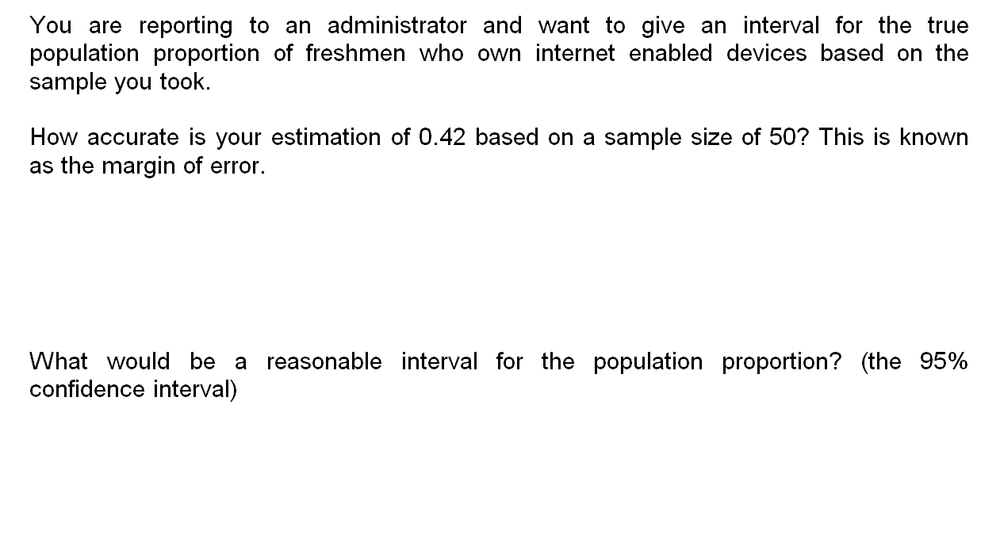 You are reporting to an administrator and want to give an interval for the true
population proportion of freshmen who own internet enabled devices based on the
sample you took.
How accurate is your estimation of 0.42 based on a sample size of 50? This is known
as the margin of error.
What would be a reasonable interval for the population proportion? (the 95%
confidence interval)